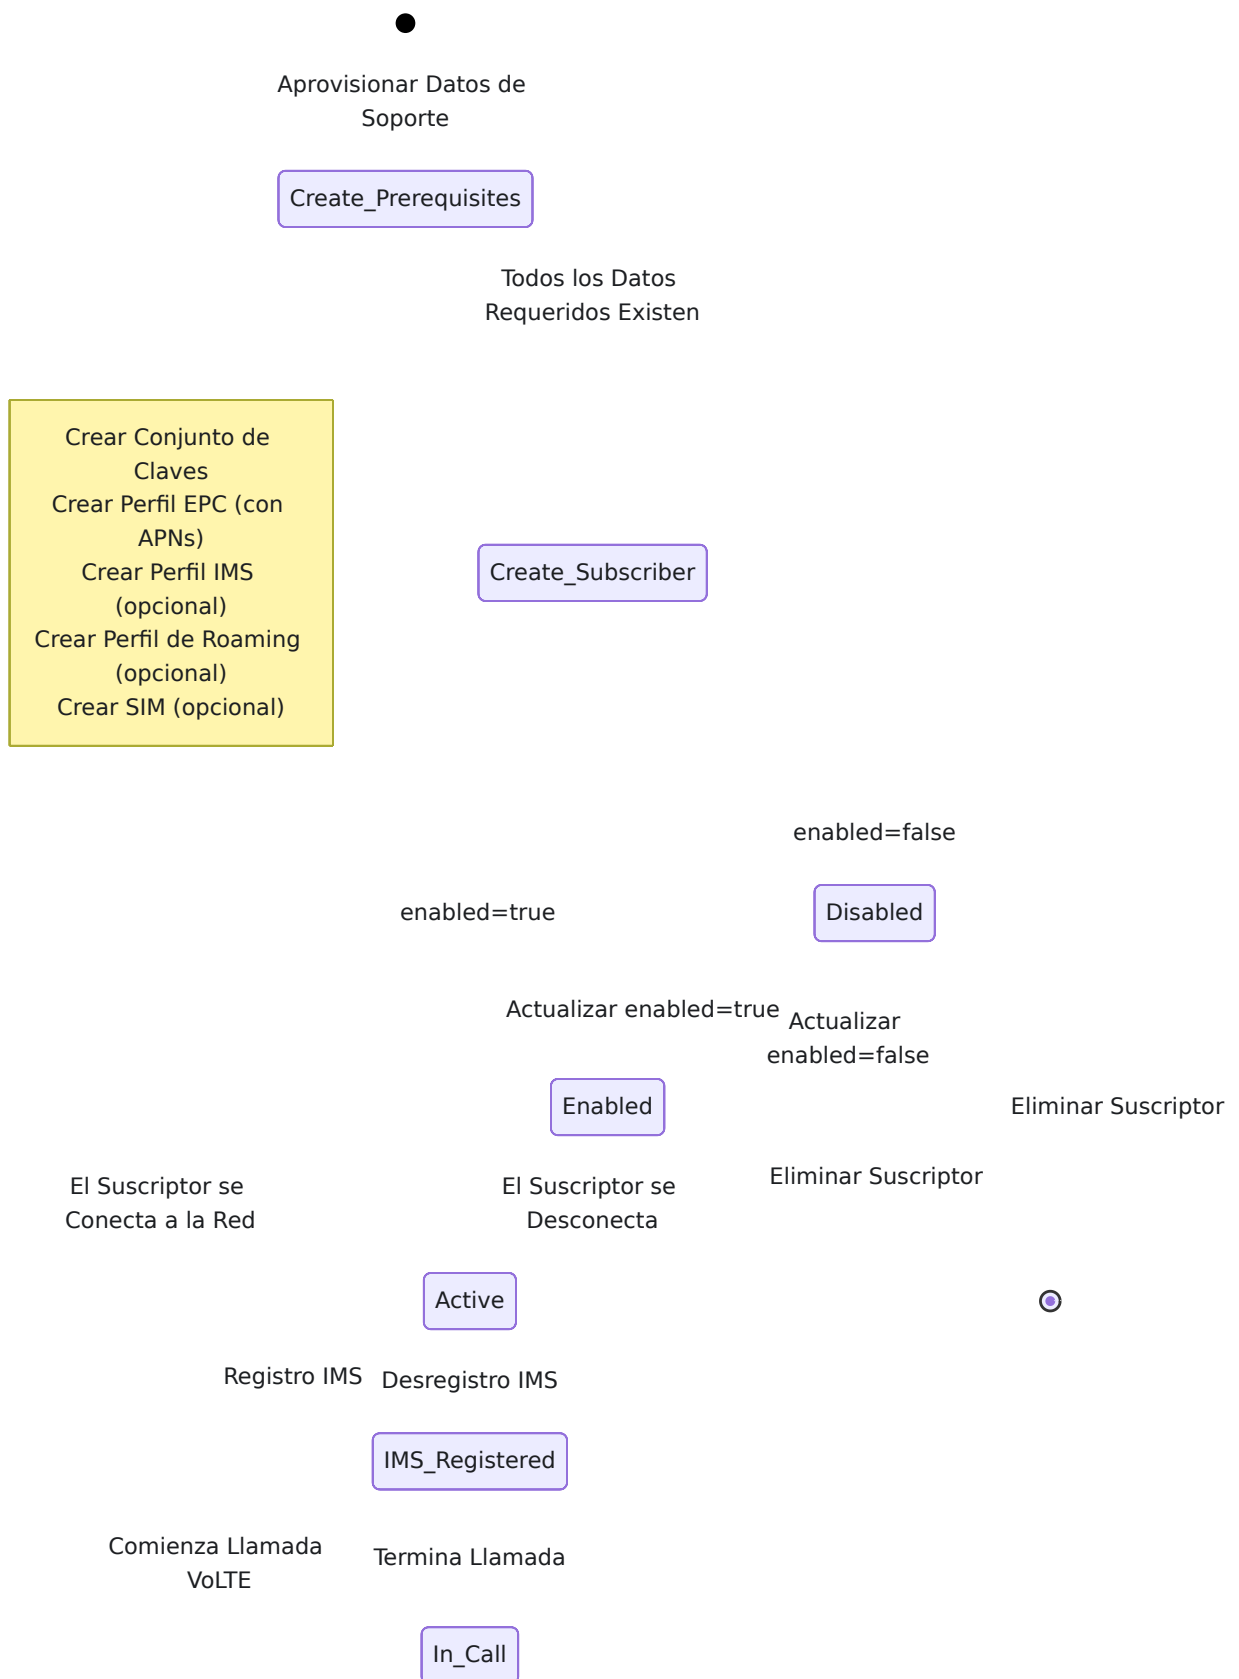 Aprovisionar Datos de
Soporte
Create_Prerequisites
Todos los Datos
Requeridos Existen
Crear Conjunto de
Claves
Crear Perfil EPC (con
APNs)
Crear Perfil IMS
(opcional)
Crear Perfil de Roaming
(opcional)
Crear SIM (opcional)
Create_Subscriber
enabled=false
enabled=true
Disabled
Actualizar enabled=true
Actualizar
enabled=false
Enabled
Eliminar Suscriptor
Eliminar Suscriptor
El Suscriptor se
Conecta a la Red
El Suscriptor se
Desconecta
Active
Registro IMS
Desregistro IMS
IMS_Registered
Comienza Llamada
VoLTE
Termina Llamada
In_Call